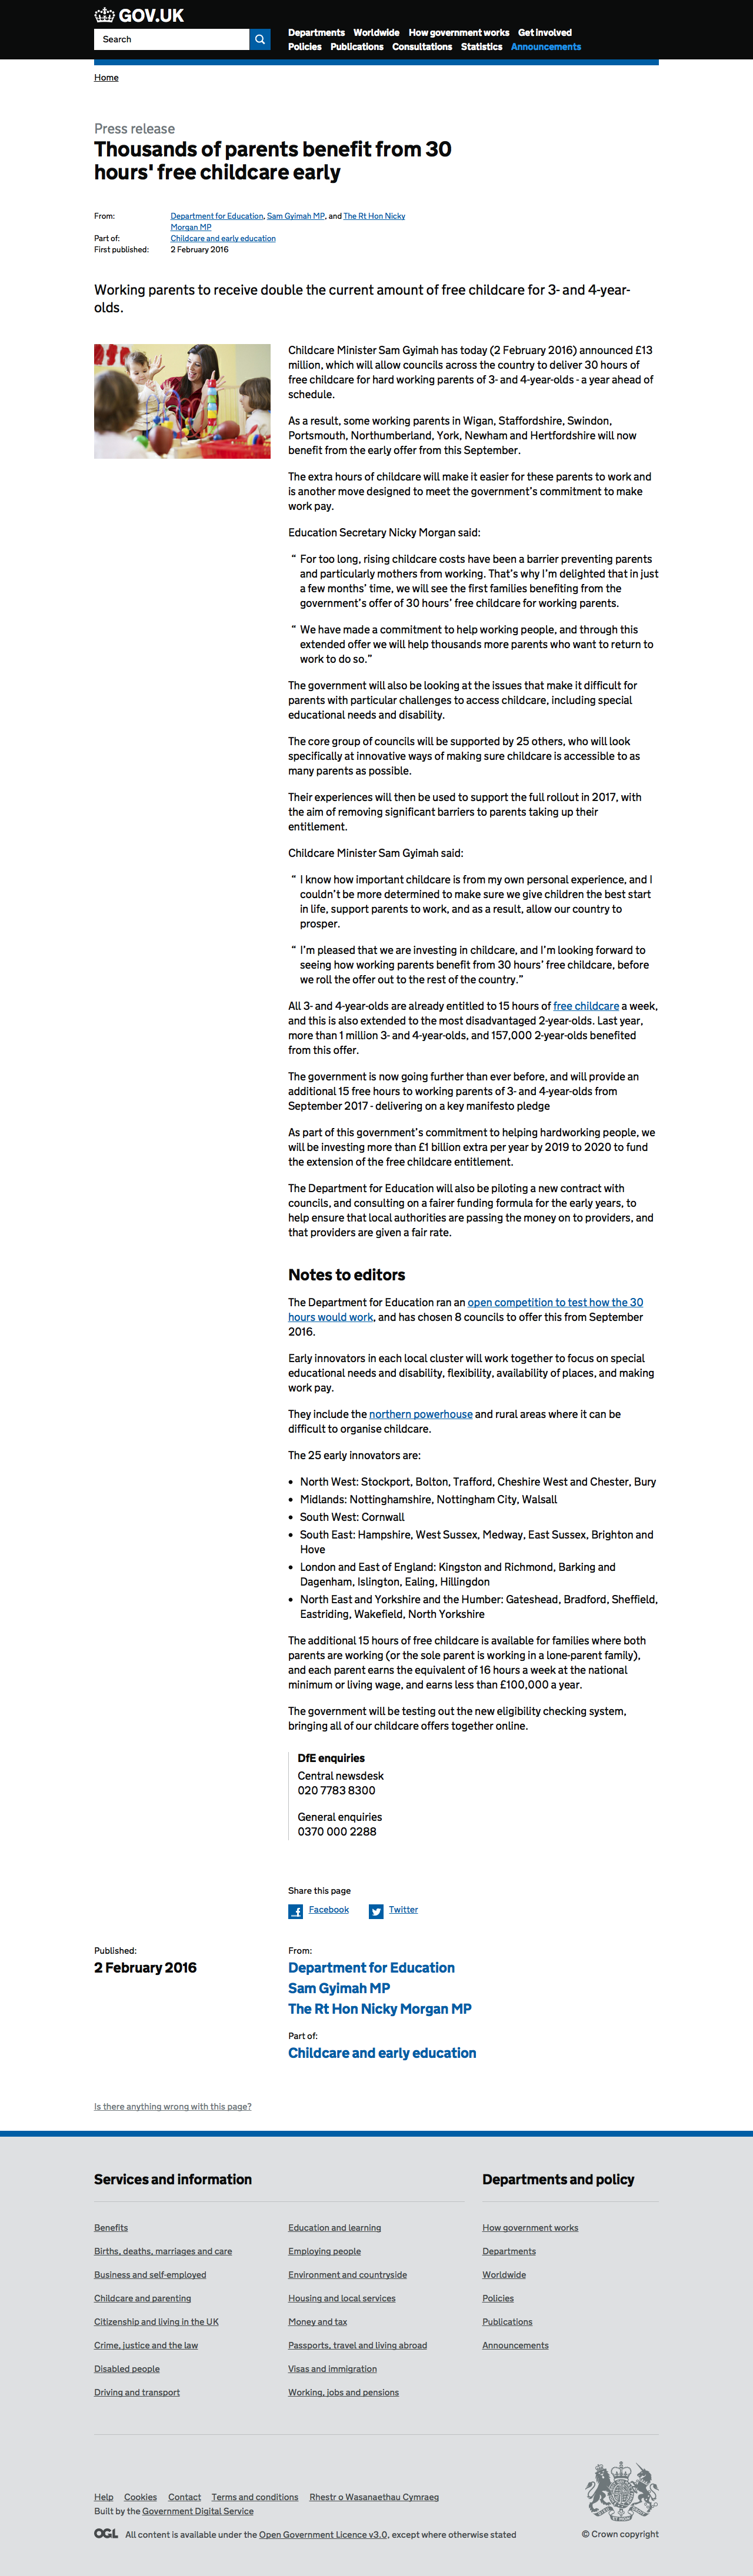 GOV.UK
Search
Departments Worldwide How government works Get involved
Policies Publications Consultations Statistics Announcements
Home
Press release
Thousands of parents benefit from 30
hours' free childcare early
From: Department for Education, Sam Gyimah MP, and The Rt Hon Nicky
Morgan MP
Part of: Childcare and early education
First published: 2 February 2016
Working parents to receive double the current amount of free childcare for 3- and 4-year-
olds.
Childcare Minister Sam Gyimah has today (2 February 2016) announced £13
million, which will allow councils across the country to deliver 30 hours of
free childcare for hard working parents of 3- and 4-year-olds - a year ahead of
schedule.
As a result, some working parents in Wigan, Staffordshire, Swindon,
Portsmouth, Northumberland, York, Newham and Hertfordshire will now
benefit from the early offer from this September.
The extra hours of childcare will make it easier for these parents to work and
is another move designed to meet the government's commitment to make
work pay.
Education Secretary Nicky Morgan said:
“ For too long, rising childcare costs have been a barrier preventing parents
and particularly mothers from working. That's why I'm delighted that in just
a few months' time, we will see the first families benefiting from the
government's offer of 30 hours' free childcare for working parents.
“ We have made a commitment to help working people, and through this
extended offer we will help thousands more parents who want to return to
work to do so.”
The government will also be looking at the issues that make it difficult for
parents with particular challenges to access childcare, including special
educational needs and disability.
The core group of councils will be supported by 25 others, who will look
specifically at innovative ways of making sure childcare is accessible to as
many parents as possible.
Their experiences will then be used to support the full rollout in 2017, with
the aim of removing significant barriers to parents taking up their
entitlement.
Childcare Minister Sam Gyimah said:
“ I know how important childcare is from my own personal experience, and I
couldn't be more determined to make sure we give children the best start
in life, support parents to work, and as a result, allow our country to
prosper.
“ I'm pleased that we are investing in childcare, and I'm looking forward to
seeing how working parents benefit from 30 hours' free childcare, before
we roll the offer out to the rest of the country.”
All 3- and 4-year-olds are already entitled to 15 hours of free childcare a week,
and this is also extended to the most disadvantaged 2-year-olds. Last year,
more than 1 million 3- and 4-year-olds, and 157,000 2-year-olds benefited
from this offer.
The government is now going further than ever before, and will provide an
additional 15 free hours to working parents of 3- and 4-year-olds from
September 2017 - delivering on a key manifesto pledge
As part of this government's commitment to helping hardworking people, we
will be investing more than £1 billion extra per year by 2019 to 2020 to fund
the extension of the free childcare entitlement.
The Department for Education will also be piloting a new contract with
councils, and consulting on a fairer funding formula for the early years, to
help ensure that local authorities are passing the money on to providers, and
that providers are given a fair rate.
Notes to editors
The Department for Education ran an open competition to test how the 30
hours would work, and has chosen 8 councils to offer this from September
2016.
Early innovators in each local cluster will work together to focus on special
educational needs and disability, flexibility, availability of places, and making
work pay.
They include the northern powerhouse and rural areas where it can be
difficult to organise childcare.
The 25 early innovators are:
• North West: Stockport, Bolton, Trafford, Cheshire West and Chester, Bury
• Midlands: Nottinghamshire, Nottingham City, Walsall
• South West: Cornwall
• South East: Hampshire, West Sussex, Medway, East Sussex, Brighton and
Hove
• London and East of England: Kingston and Richmond, Barking and
Dagenham, Islington, Ealing, Hillingdon
• North East and Yorkshire and the Humber: Gateshead, Bradford, Sheffield,
Eastriding, Wakefield, North Yorkshire
The additional 15 hours of free childcare is available for families where both
parents are working (or the sole parent is working in a lone-parent family),
and each parent earns the equivalent of 16 hours a week at the national
minimum or living wage, and earns less than £100,000 a year.
The government will be testing out the new eligibility checking system,
bringing all of our childcare offers together online.
DfE enquiries
Central newsdesk
020 7783 8300
General enquiries
0370 000 2288
Share this page
Facebook Twitter
Published:
2 February 2016
From:
Department for Education
Sam Gyimah MP
The Rt Hon Nicky Morgan MP
Part of:
Childcare and early education
Is there anything wrong with this page?
Services and information
Benefits
Births, deaths, marriages and care
Business and self-employed
Childcare and parenting
Citizenship and living in the UK
Crime, justice and the law
Disabled people
Driving and transport
Education and learning
Employing people
Environment and countryside
Housing and local services
Money and tax
Passports, travel and living abroad
Visas and immigration
Working, jobs and pensions
Departments and policy
How government works
Departments
Worldwide
Policies
Publications
Announcements
Help Cookies Contact Terms and conditions Rhestr o Wasanaethau Cymraeg
Built by the Government Digital Service
OGL All content is available under the Open Government Licence v3.0, except where otherwise stated
© Crown copyright